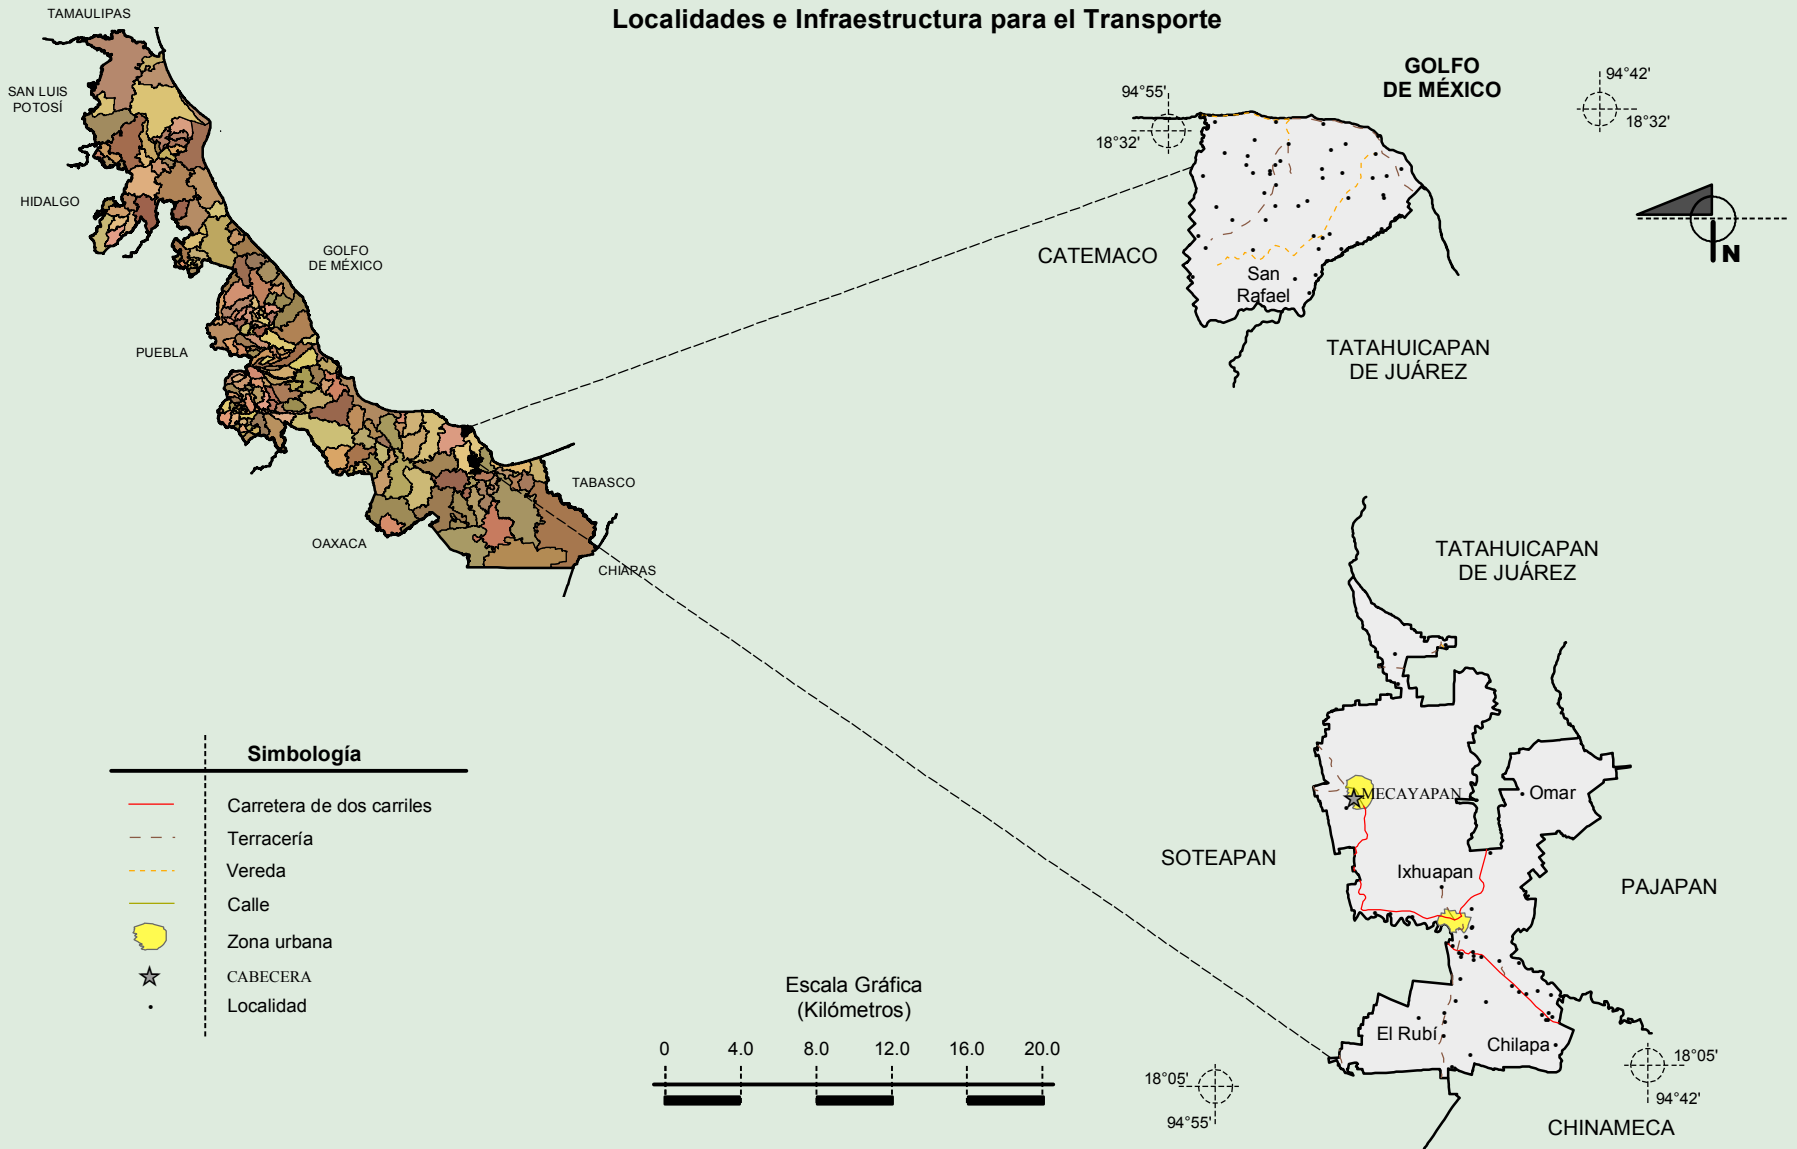 Localidades e Infraestructura para el Transporte
TAMAULIPAS
SAN LUIS
POTOSÍ
HIDALGO
GOLFO
DE MÉXICO
PUEBLA
TABASCO
OAXACA
CHIAPAS
GOLFO
DE MÉXICO
94°55'
18°32'
94°42'
18°32'
CATEMACO
San
Rafael
TATAHUICAPAN
DE JUÁREZ
N
TATAHUICAPAN
DE JUÁREZ
MECAYAPAN
Omar
SOTEAPAN
Ixhuapan
PAJAPAN
El Rubí
Chilapa
18°05'
94°55'
18°05'
94°42'
CHINAMECA
Simbología
Carretera de dos carriles
Terracería
Vereda
Calle
Zona urbana
CABECERA
Localidad
Escala Gráfica
(Kilómetros)
0 4.0 8.0 12.0 16.0 20.0